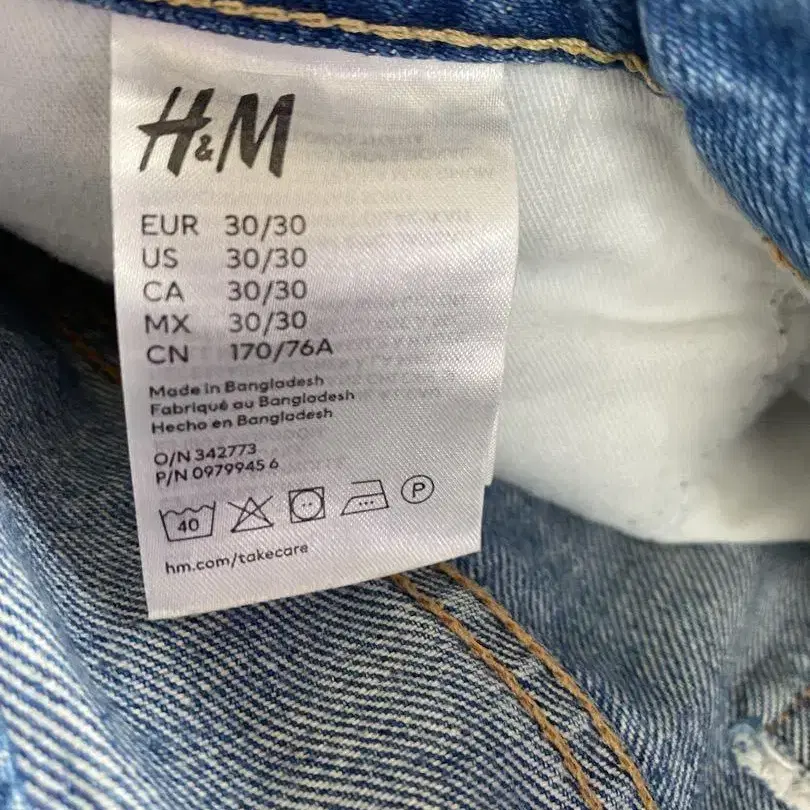 H&M
EUR 30/30
US 30/30
CA 30/30
MX 30/30
CN 170/76A
Made in Bangladesh
Fabriqué au Bangladesh
Hecho en Bangladesh
O/N 342773
P/N 0979945 6
40
P
hm.com/takecare